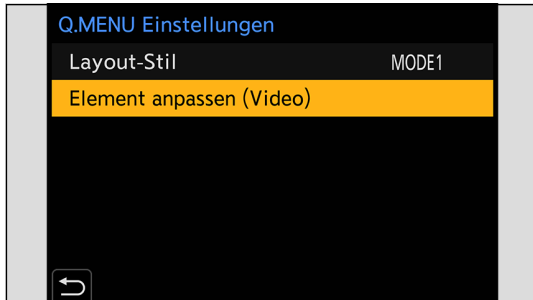 Q.MENU Einstellungen
Layout-Stil MODE1
Element anpassen (Video)